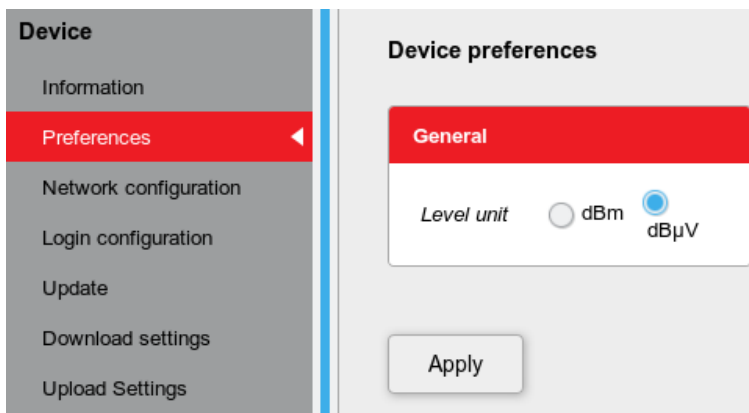 Device
Information
Preferences
Network configuration
Login configuration
Update
Download settings
Upload Settings
Device preferences
General
Level unit dBm dBµV
Apply